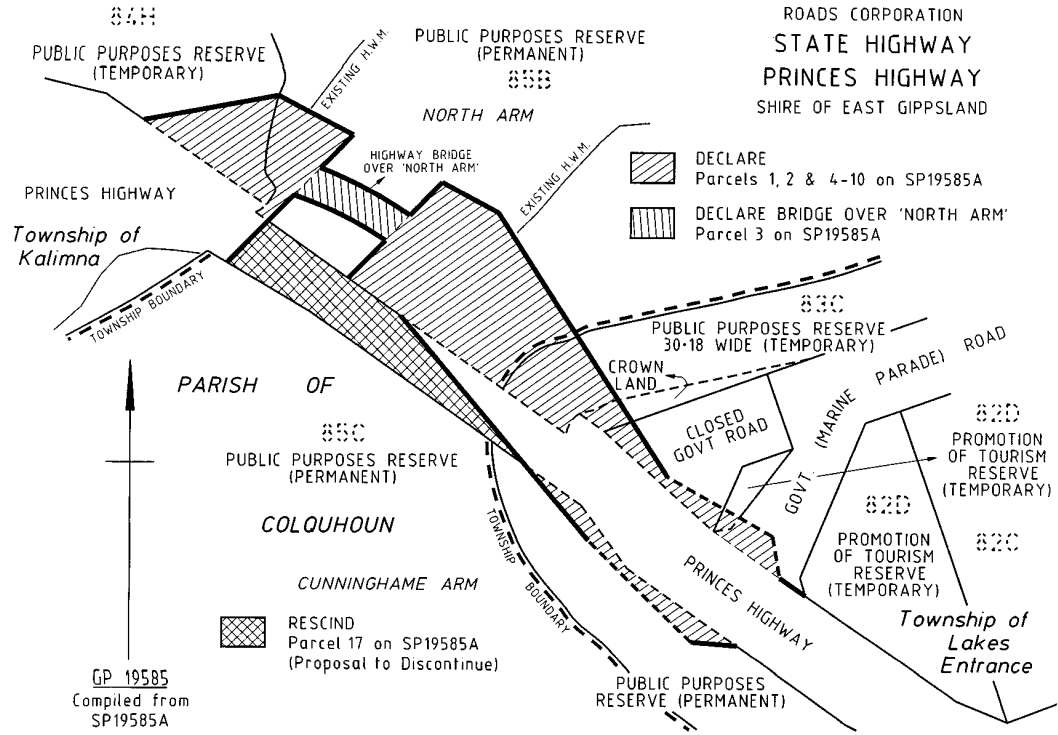 84H
PUBLIC PURPOSES RESERVE
(TEMPORARY)
EXISTING H.W.M.
PUBLIC PURPOSES RESERVE
(PERMANENT)
85B
NORTH ARM
HIGHWAY BRIDGE
OVER 'NORTH ARM'
EXISTING H.W.M.
ROADS CORPORATION
STATE HIGHWAY
PRINCES HIGHWAY
SHIRE OF EAST GIPPSLAND
DECLARE
Parcels 1, 2 & 4-10 on SP19585A
DECLARE BRIDGE OVER 'NORTH ARM'
Parcel 3 on SP19585A
PRINCES HIGHWAY
Township of
Kalimna
TOWNSHIP BOUNDARY
83C
PUBLIC PURPOSES RESERVE
30·18 WIDE (TEMPORARY)
CROWN
LAND
CLOSED
GOVT ROAD
GOVT. (MARINE PARADE) ROAD
82D
PROMOTION
OF TOURISM
RESERVE
(TEMPORARY)
82D
PROMOTION
OF TOURISM
RESERVE
(TEMPORARY)
82C
PARISH OF
85C
PUBLIC PURPOSES RESERVE
(PERMANENT)
COLQUHOUN
CUNNINGHAME ARM
TOWNSHIP BOUNDARY
PRINCES HIGHWAY
Township of
Lakes
Entrance
RESCIND
Parcel 17 on SP19585A
(Proposal to Discontinue)
PUBLIC PURPOSES
RESERVE (PERMANENT)
GP 19585
Compiled from
SP19585A